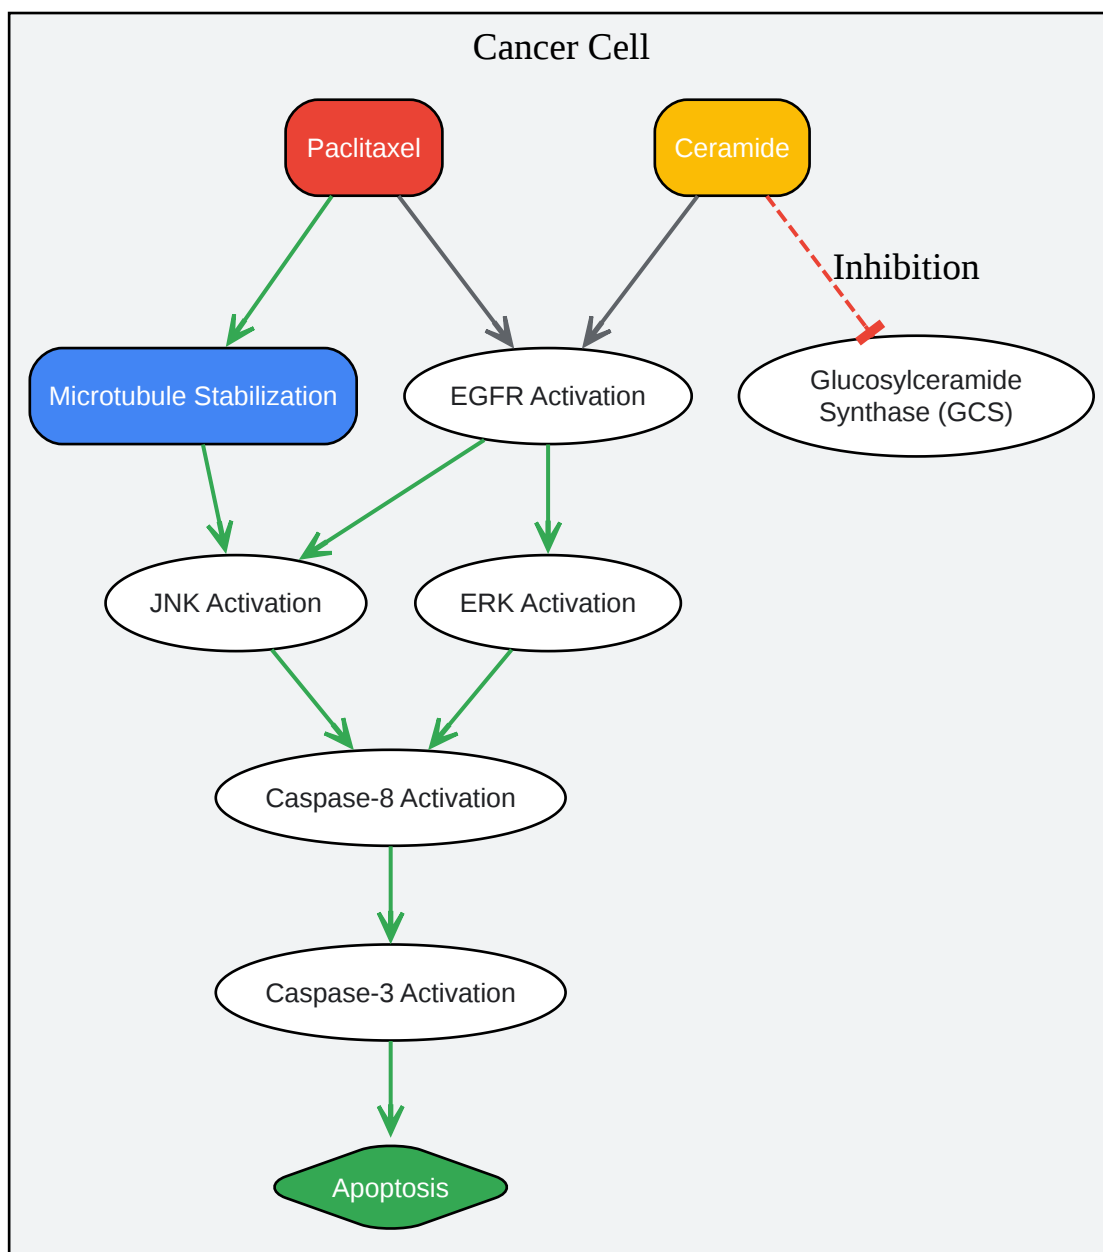 Cancer Cell
Paclitaxel
Ceramide
Inhibition
Microtubule Stabilization
EGFR Activation
Glucosylceramide
Synthase (GCS)
JNK Activation
ERK Activation
Caspase-8 Activation
Caspase-3 Activation
Apoptosis